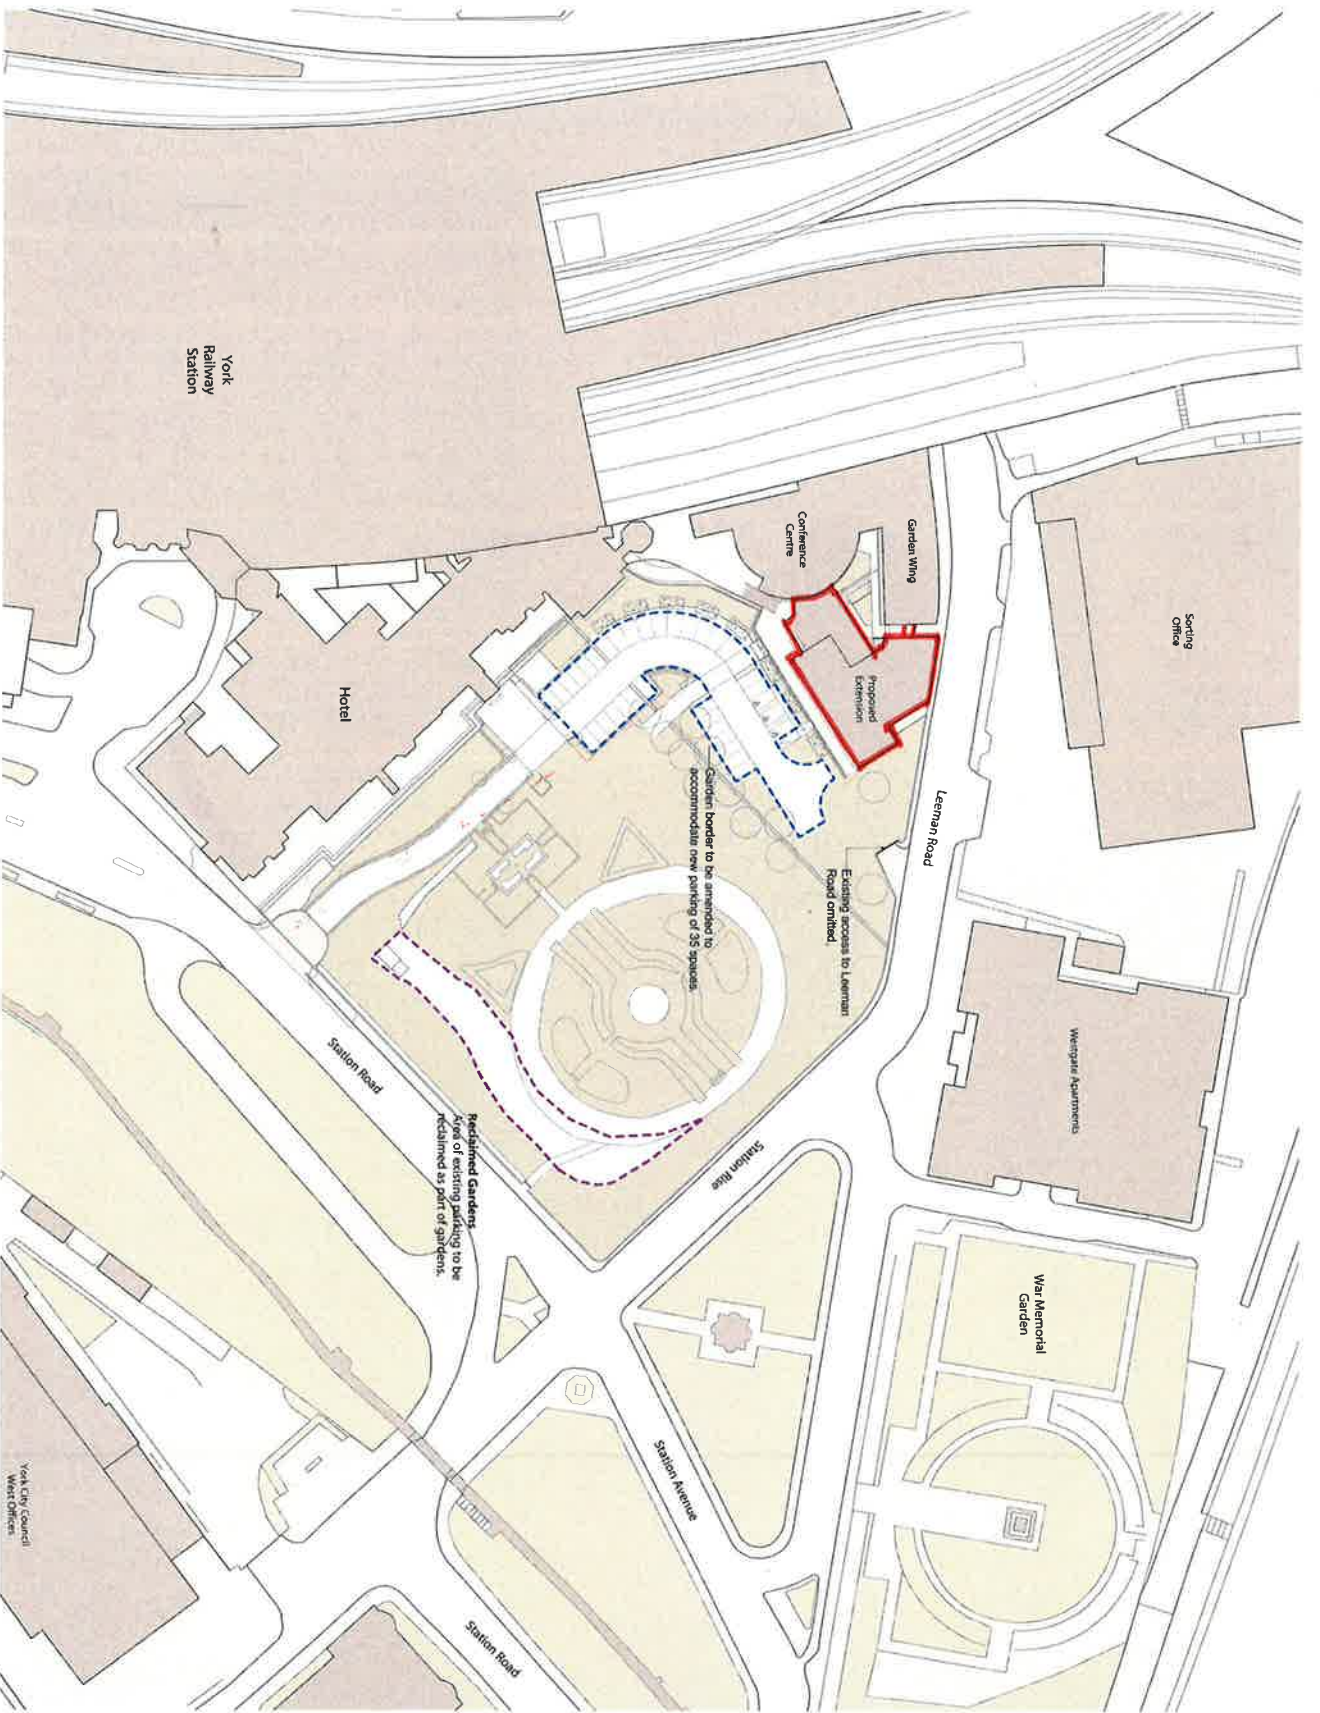 York
Railway
Station
Hotel
Conference
Centre
Garden Wing
Proposed
Extension
Sorting
Office
Leeman Road
Garden border to be amended to
accommodate new parking of 35 spaces.
Existing access to Leeman
Road omitted.
Westgate Apartments
Station Road
Station Rise
Reclaimed Gardens
Area of existing parking to be
reclaimed as part of gardens.
War Memorial
Garden
Station Avenue
Station Road
York City Council
West Offices